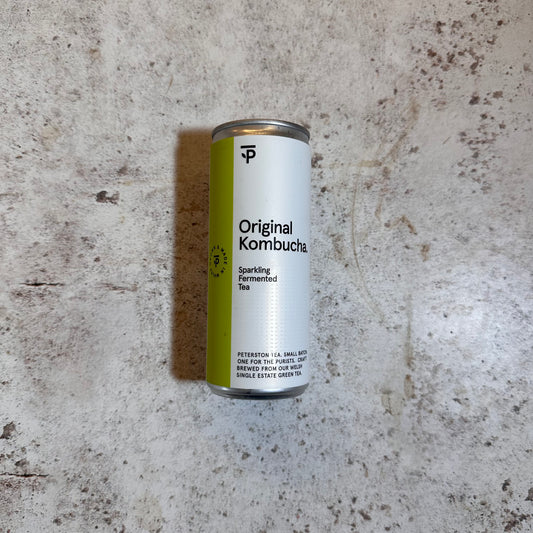 Original
Kombucha.
Sparkling
Fermented
Tea
PETERSTON TEA. SMALL BATCH
ONE FOR THE PURISTS. CRAFT
BREWED FROM OUR WELSH
SINGLE ESTATE GREEN TEA.